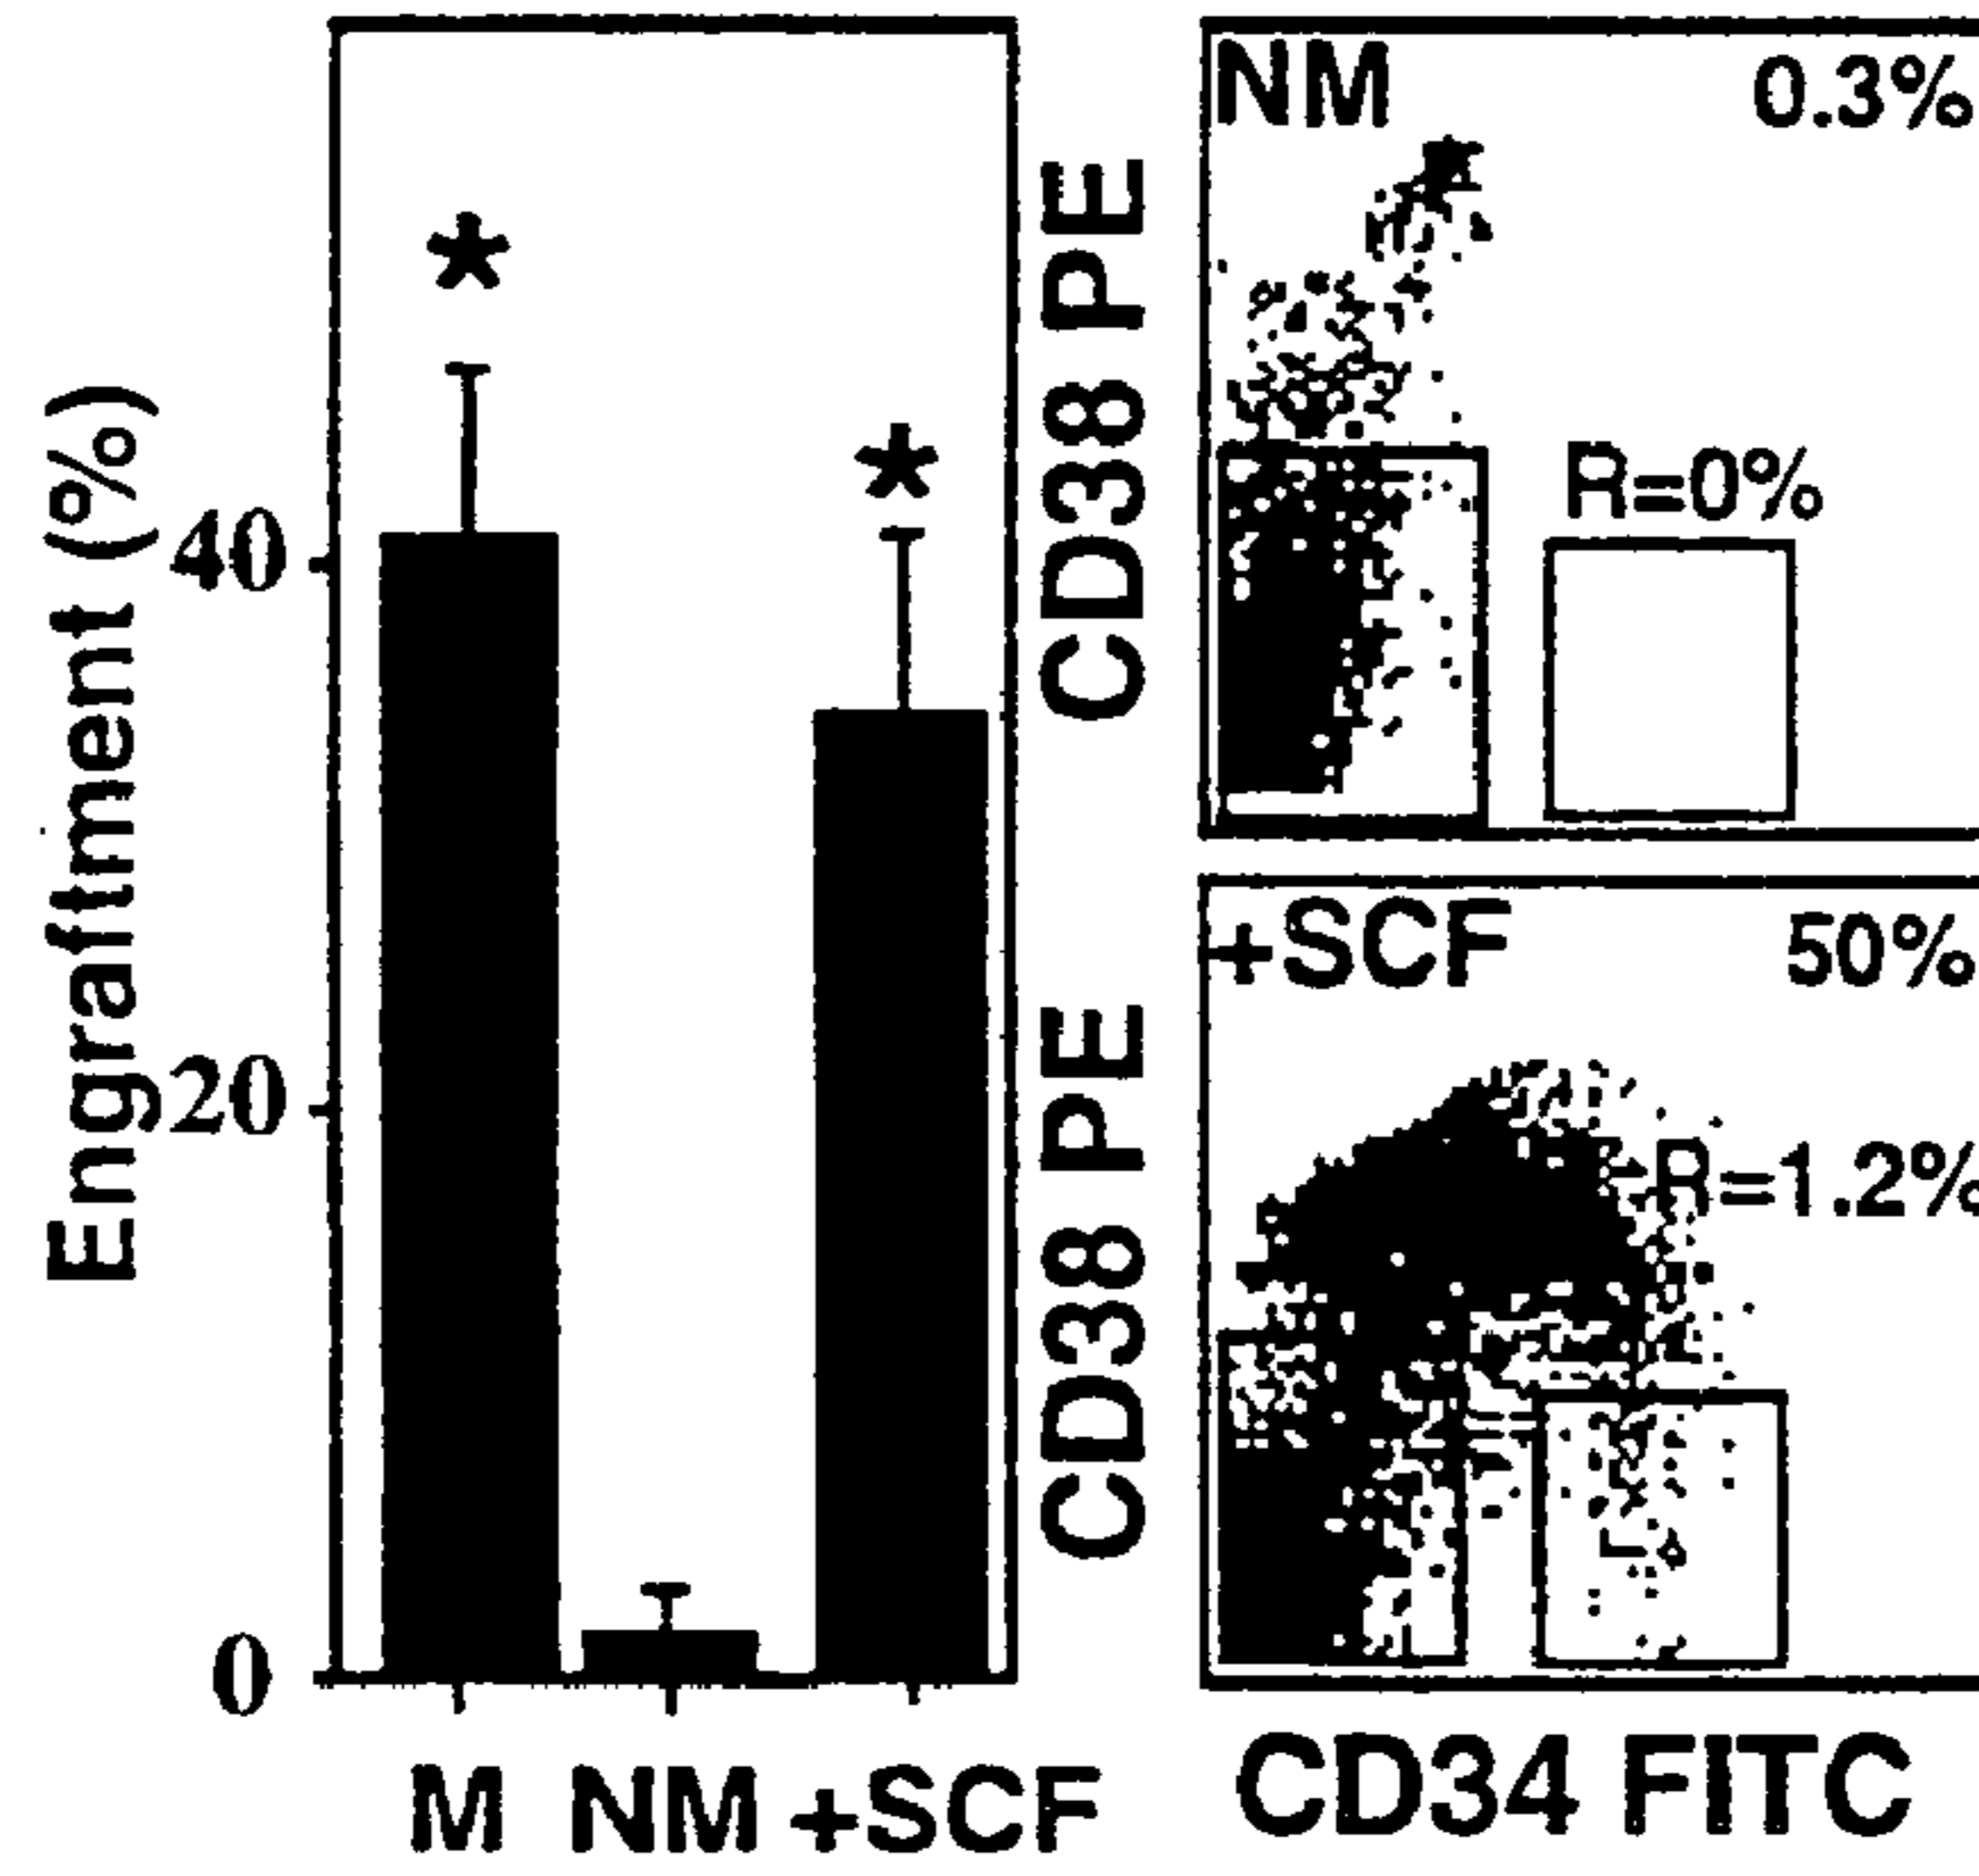 Engraftment (%)
40
20
0
*
*
M NM +SCF
CD38 PE
NM 0.3%
R=0%
CD38 PE
+SCF 50%
R=1.2%
CD34 FITC